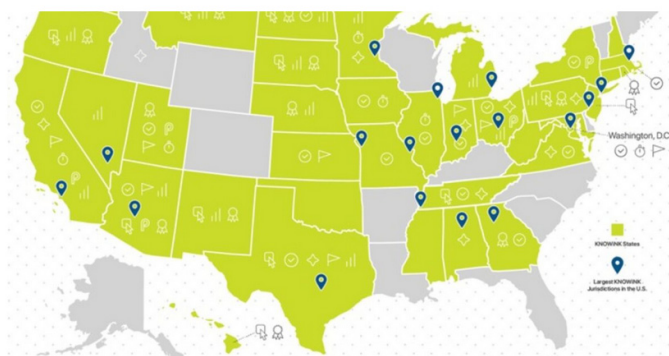 Washington, D.C
KNOWiNK States
Largest KNOWiNK
Jurisdictions in the U.S.